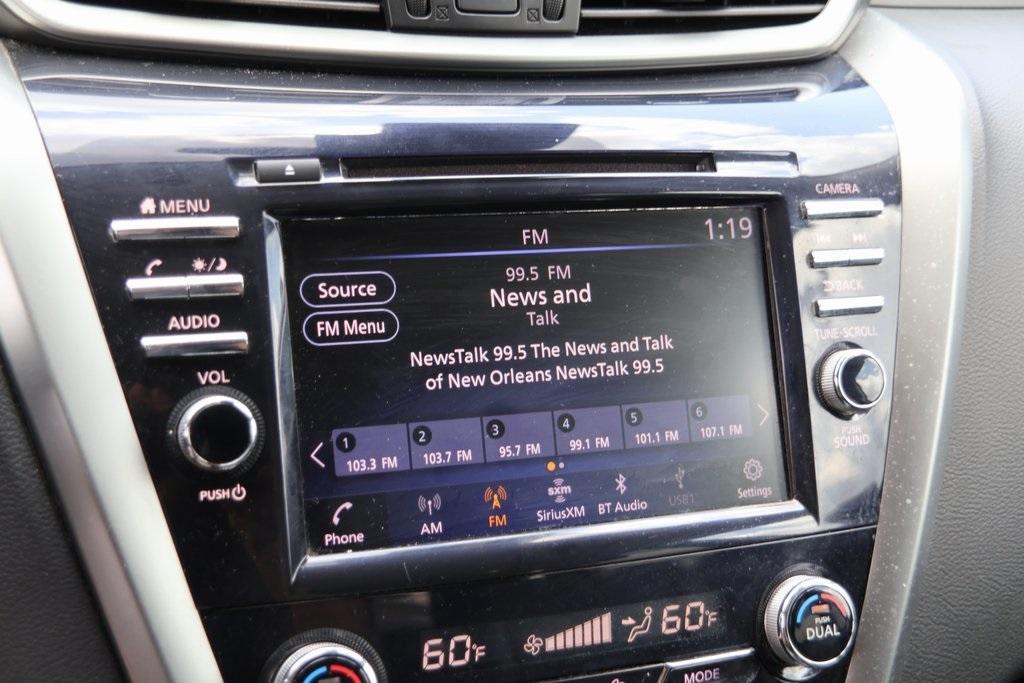 MENU
AUDIO
VOL
PUSH
CAMERA
BACK
TUNE·SCROLL
PUSH
SOUND
FM
1:19
Source
FM Menu
99.5 FM
News and
Talk
NewsTalk 99.5 The News and Talk
of New Orleans NewsTalk 99.5
1 2 3 4 5 6
103.3 FM 103.7 FM 95.7 FM 99.1 FM 101.1 FM 107.1 FM
Phone AM FM SiriusXM BT Audio USB1 Settings
sxm
60°F
60°F
PUSH
DUAL
MODE